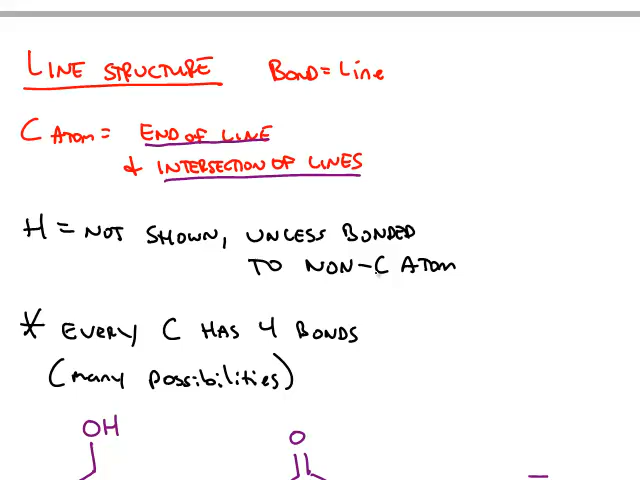 LINE STRUCTURE BOND=Line
C ATOM= END OF LINE
& INTERSECTION OF LINES
H = NOT SHOWN, UNLESS BONDED
TO NON-C ATOM
* EVERY C HAS 4 BONDS
(many possibilities)
OH O